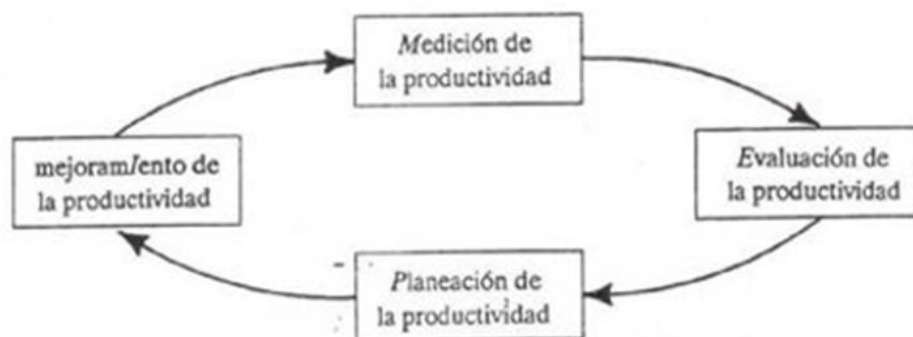 Medición de
la productividad
Evaluación de
la productividad
Planeación de
la productividad
mejoramIento de
la productividad